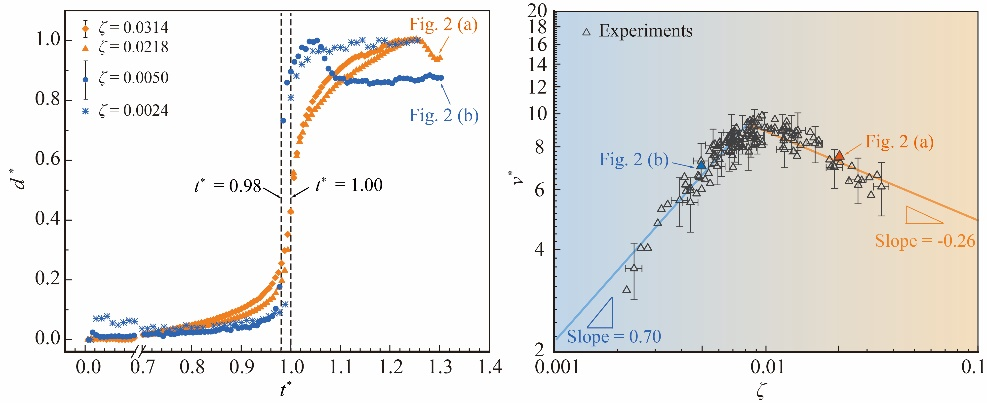 ζ = 0.0314
ζ = 0.0218
ζ = 0.0050
ζ = 0.0024
Fig. 2 (a)
Fig. 2 (b)
t* = 0.98
t* = 1.00
d*
1.0
0.8
0.6
0.4
0.2
0.0
0.0 0.7 0.8 0.9 1.0 1.1 1.2 1.3 1.4
t*
Experiments
Fig. 2 (b)
Fig. 2 (a)
Slope = -0.26
Slope = 0.70
v*
20
18
16
14
12
10
8
6
4
2
0.001 0.01 0.1
ζ